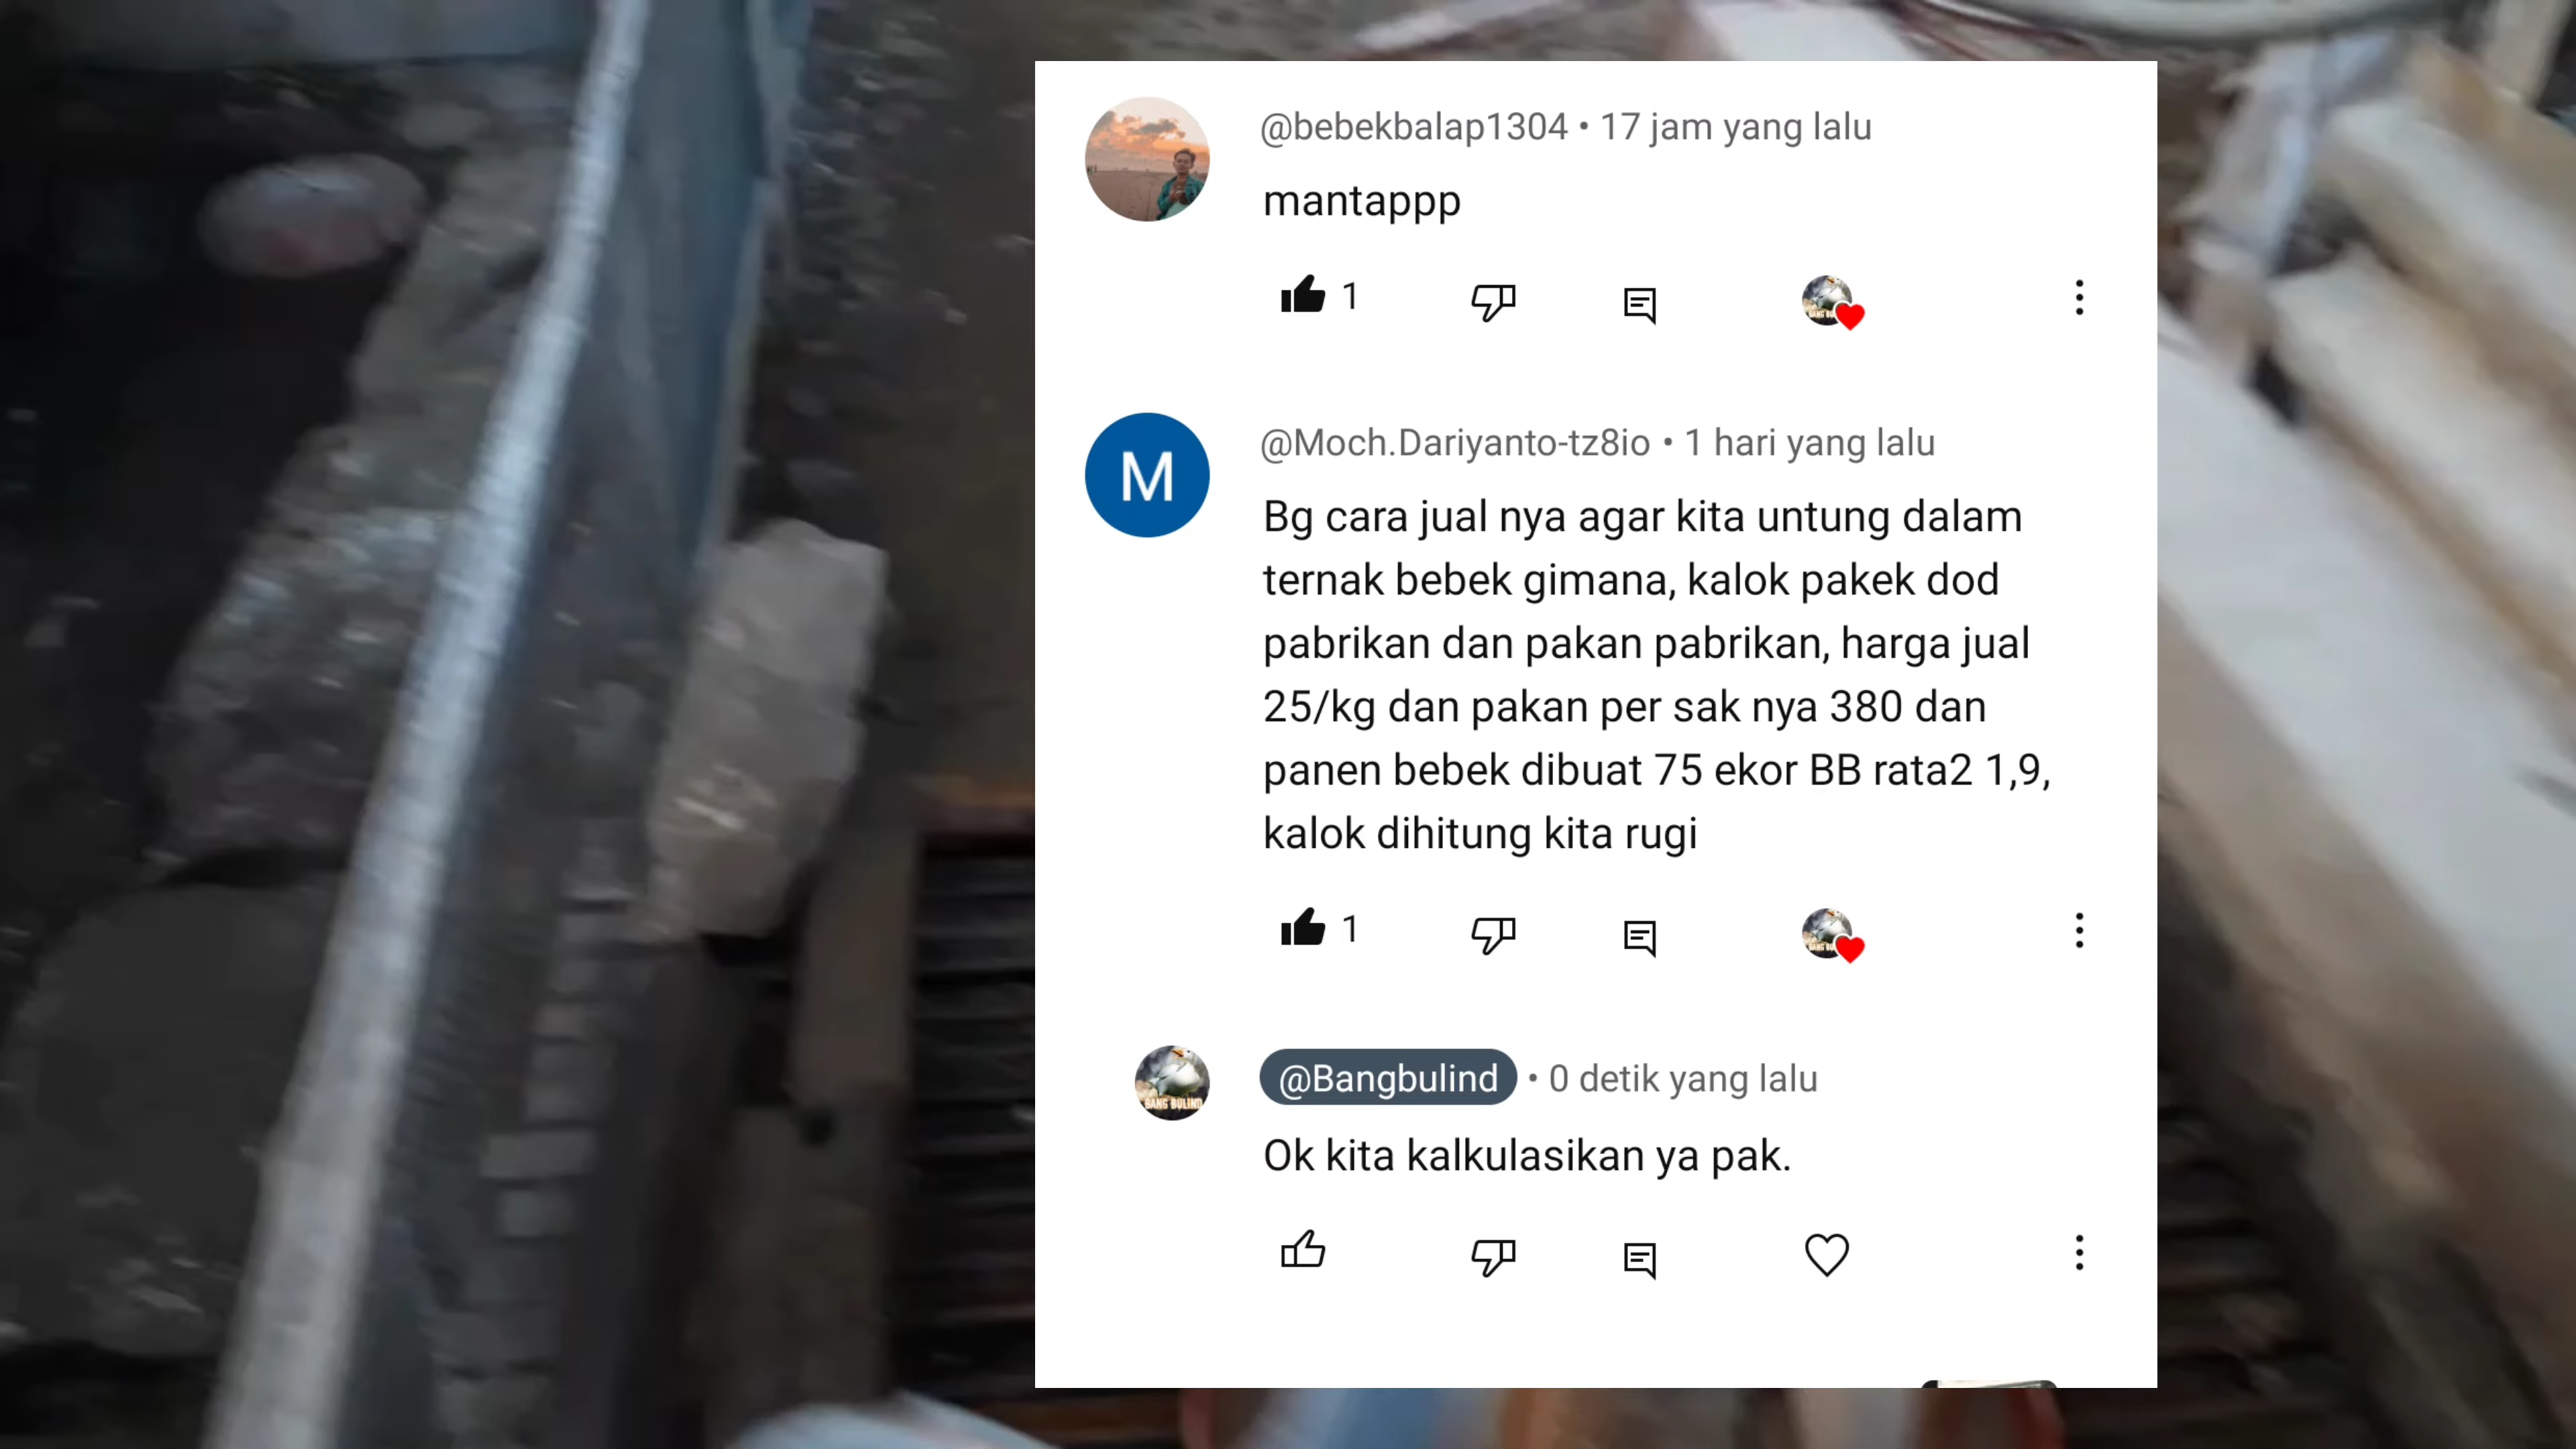 @bebekbalap1304 • 17 jam yang lalu
mantappp
1
M
@Moch.Dariyanto-tz8io • 1 hari yang lalu
Bg cara jual nya agar kita untung dalam
ternak bebek gimana, kalok pakek dod
pabrikan dan pakan pabrikan, harga jual
25/kg dan pakan per sak nya 380 dan
panen bebek dibuat 75 ekor BB rata2 1,9,
kalok dihitung kita rugi
1
BANG BULIND
@Bangbulind • 0 detik yang lalu
Ok kita kalkulasikan ya pak.